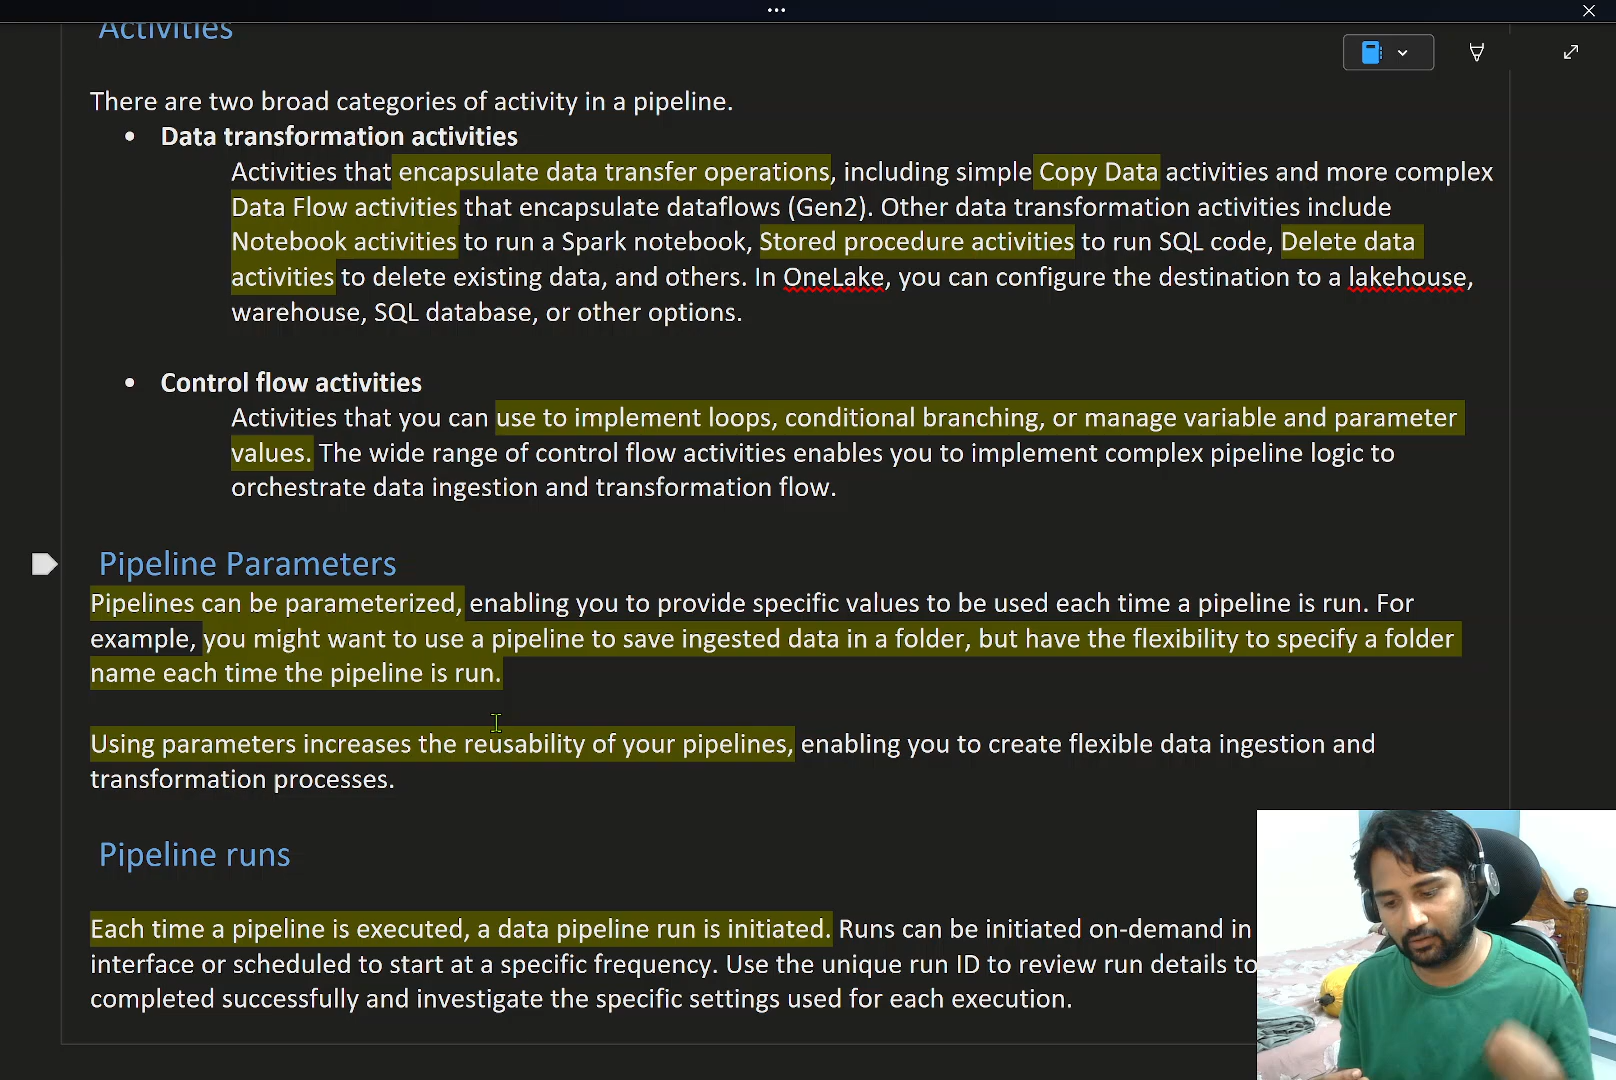 Activities
There are two broad categories of activity in a pipeline.
• Data transformation activities
Activities that encapsulate data transfer operations, including simple Copy Data activities and more complex
Data Flow activities that encapsulate dataflows (Gen2). Other data transformation activities include
Notebook activities to run a Spark notebook, Stored procedure activities to run SQL code, Delete data
activities to delete existing data, and others. In OneLake, you can configure the destination to a lakehouse,
warehouse, SQL database, or other options.
• Control flow activities
Activities that you can use to implement loops, conditional branching, or manage variable and parameter
values. The wide range of control flow activities enables you to implement complex pipeline logic to
orchestrate data ingestion and transformation flow.
Pipeline Parameters
Pipelines can be parameterized, enabling you to provide specific values to be used each time a pipeline is run. For
example, you might want to use a pipeline to save ingested data in a folder, but have the flexibility to specify a folder
name each time the pipeline is run.
Using parameters increases the reusability of your pipelines, enabling you to create flexible data ingestion and
transformation processes.
Pipeline runs
Each time a pipeline is executed, a data pipeline run is initiated. Runs can be initiated on-demand in
interface or scheduled to start at a specific frequency. Use the unique run ID to review run details to
completed successfully and investigate the specific settings used for each execution.